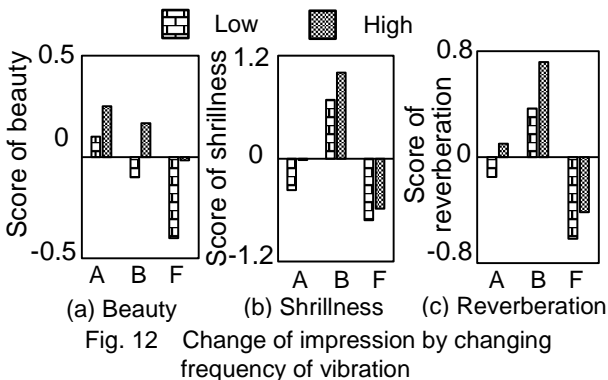 Low High
Score of beauty
0.5
0
-0.5
A B F
(a) Beauty
Score of shrillness
1.2
0
-1.2
A B F
(b) Shrillness
Score of
reverberation
0.8
0
-0.8
A B F
(c) Reverberation
Fig. 12 Change of impression by changing
frequency of vibration